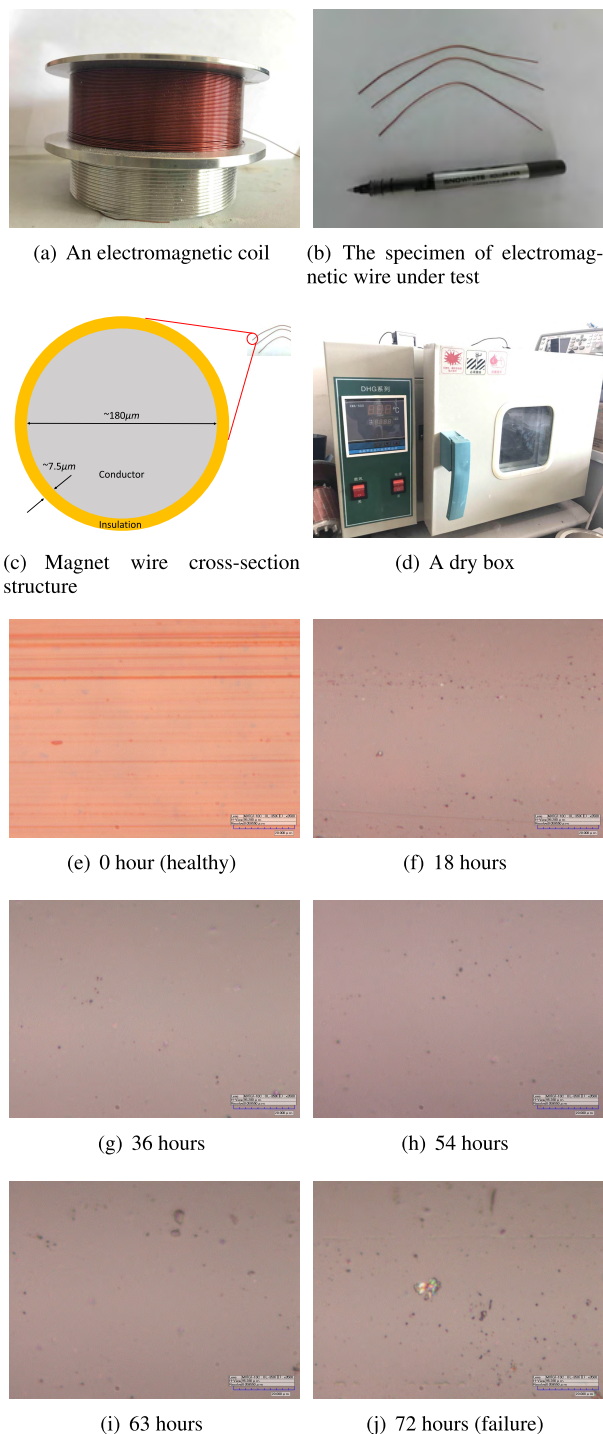 (a) An electromagnetic coil
SNOWHITE
(b) The specimen of electromag-
netic wire under test
~180μm
~7.5μm
Conductor
Insulation
(c) Magnet wire cross-section
structure
DHG系列
(d) A dry box
(e) 0 hour (healthy)
(f) 18 hours
(g) 36 hours
(h) 54 hours
(i) 63 hours
(j) 72 hours (failure)